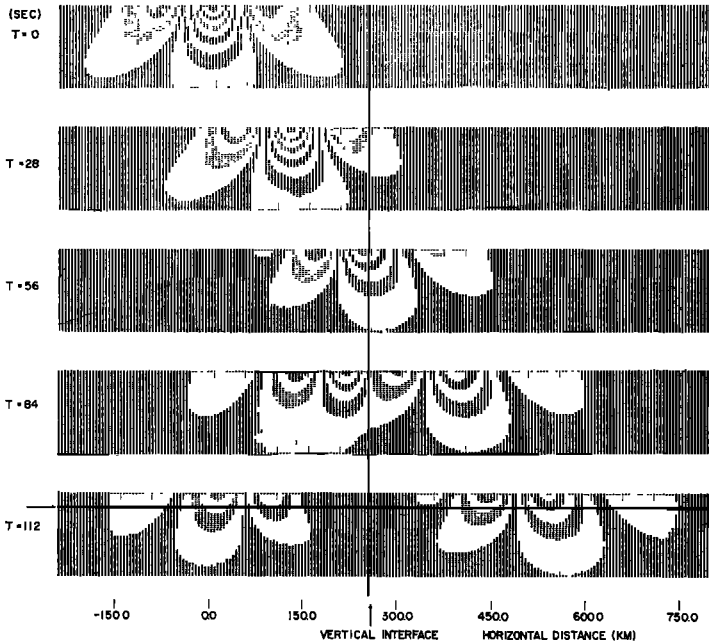 (SEC)
T= 0
T =28
T =56
T =84
T =112
-150.0 0.0 150.0 300.0 450.0 600.0 750.0
VERTICAL INTERFACE HORIZONTAL DISTANCE (KM)